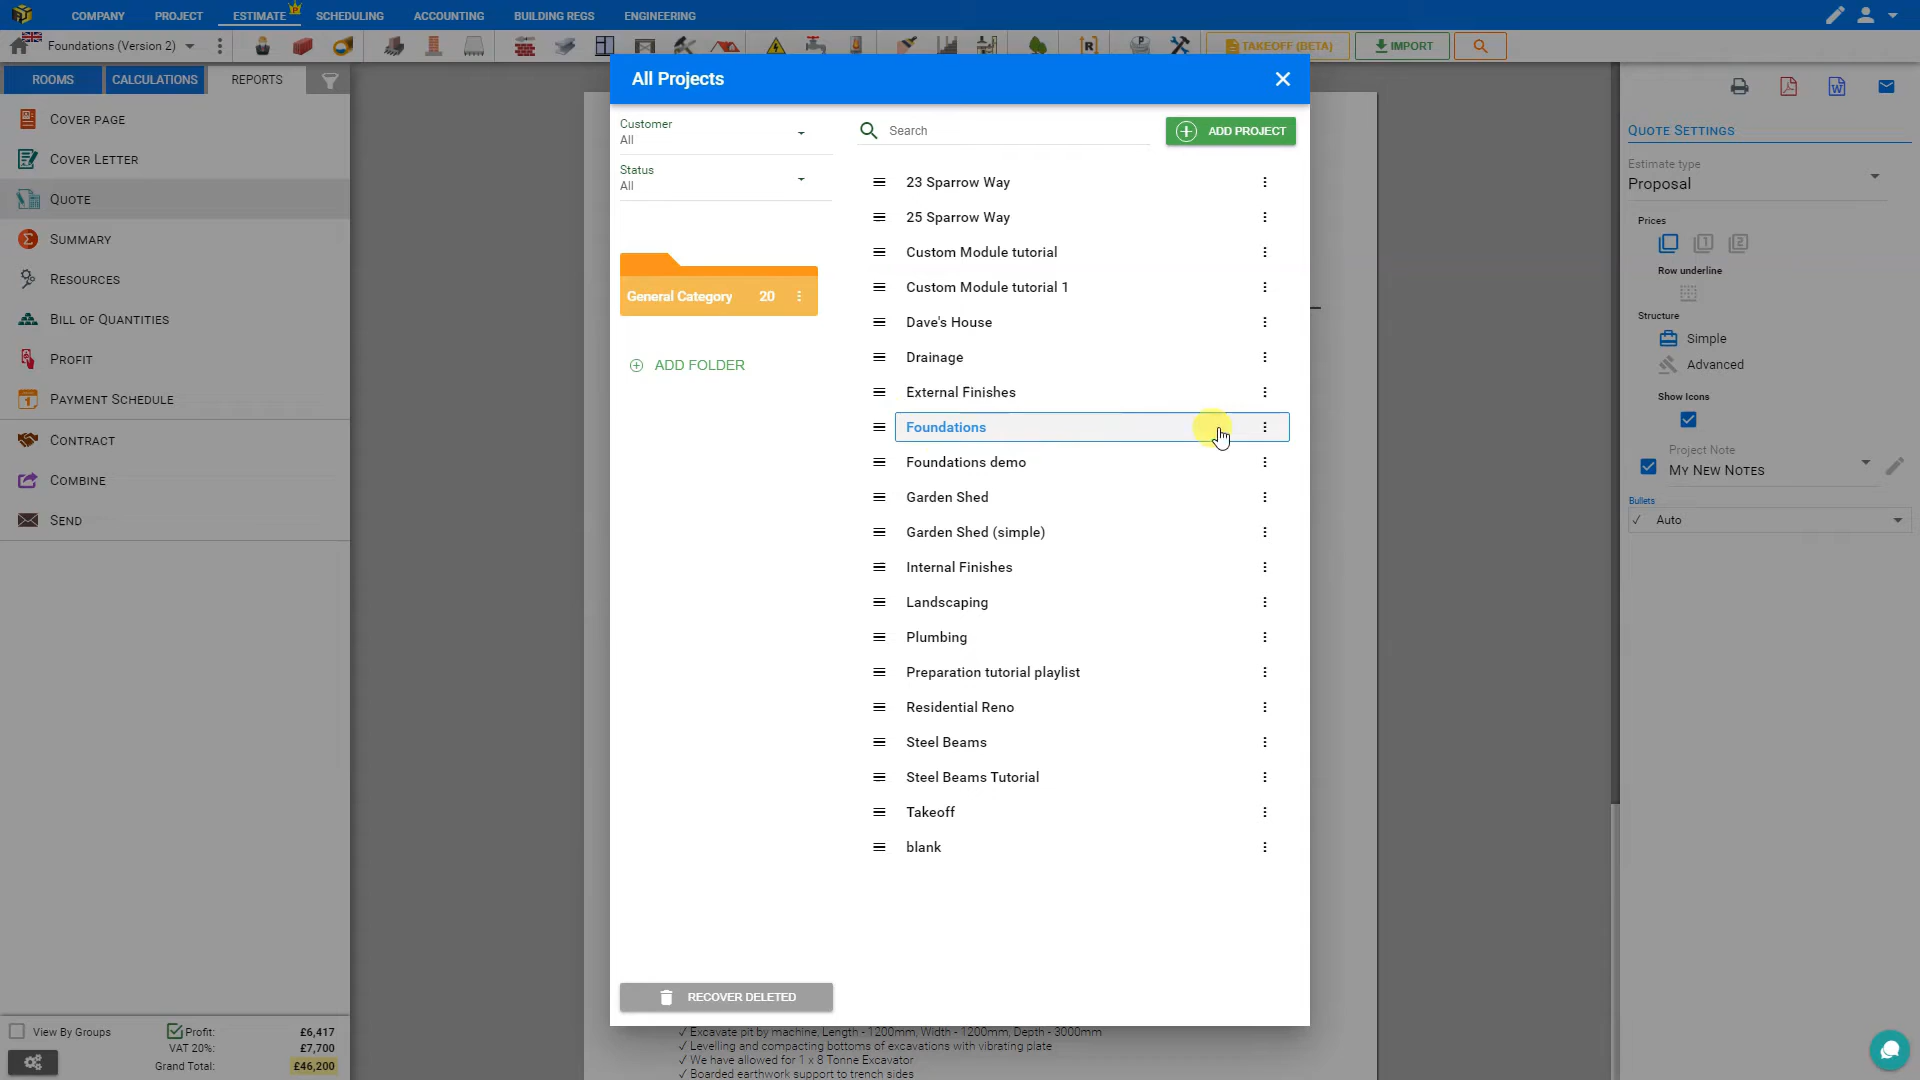 COMPANY
PROJECT
ESTIMATE
SCHEDULING
ACCOUNTING
BUILDING REGS
ENGINEERING
Foundations (Version 2)
TAKEOFF (BETA)
IMPORT
ROOMS
CALCULATIONS
REPORTS
COVER PAGE
COVER LETTER
QUOTE
SUMMARY
RESOURCES
BILL OF QUANTITIES
PROFIT
PAYMENT SCHEDULE
CONTRACT
COMBINE
SEND
View By Groups
Profit: £6,417
VAT 20%: £7,700
Grand Total: £46,200
All Projects
Customer
All
Status
All
General Category 20
ADD FOLDER
RECOVER DELETED
Search
ADD PROJECT
23 Sparrow Way
25 Sparrow Way
Custom Module tutorial
Custom Module tutorial 1
Dave's House
Drainage
External Finishes
Foundations
Foundations demo
Garden Shed
Garden Shed (simple)
Internal Finishes
Landscaping
Plumbing
Preparation tutorial playlist
Residential Reno
Steel Beams
Steel Beams Tutorial
Takeoff
blank
✓ Excavate pit by machine, Length - 1200mm, Width - 1200mm, Depth - 3000mm
✓ Levelling and compacting bottoms of excavations with vibrating plate
✓ We have allowed for 1 x 8 Tonne Excavator
✓ Boarded earthwork support to trench sides
QUOTE SETTINGS
Estimate type
Proposal
Prices
1
2
Row underline
Structure
Simple
Advanced
Show Icons
Project Note
MY NEW NOTES
Bullets
✓ Auto